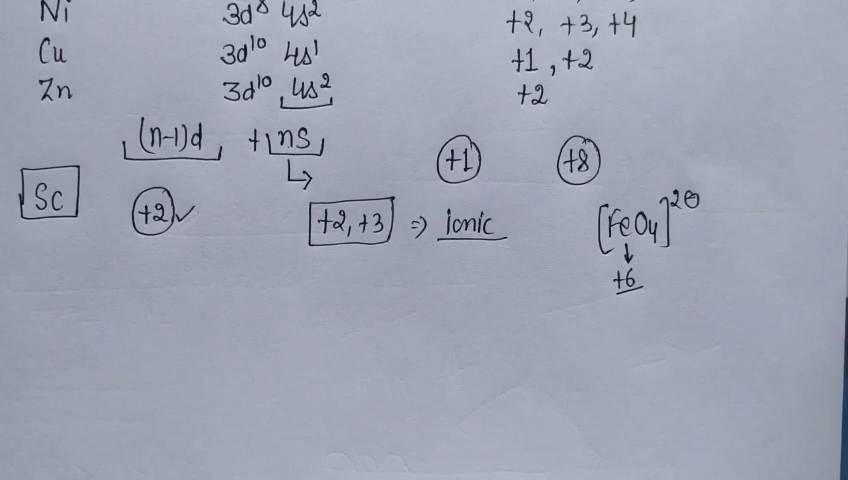 Ni 3d⁸ 4s² +2, +3, +4
Cu 3d¹⁰ 4s¹ +1, +2
Zn 3d¹⁰ 4s² +2
(n-1)d + ns +1 +8
Sc +2 ✓ +2, +3 ⇒ ionic [FeO₄]²⊖
↓
+6